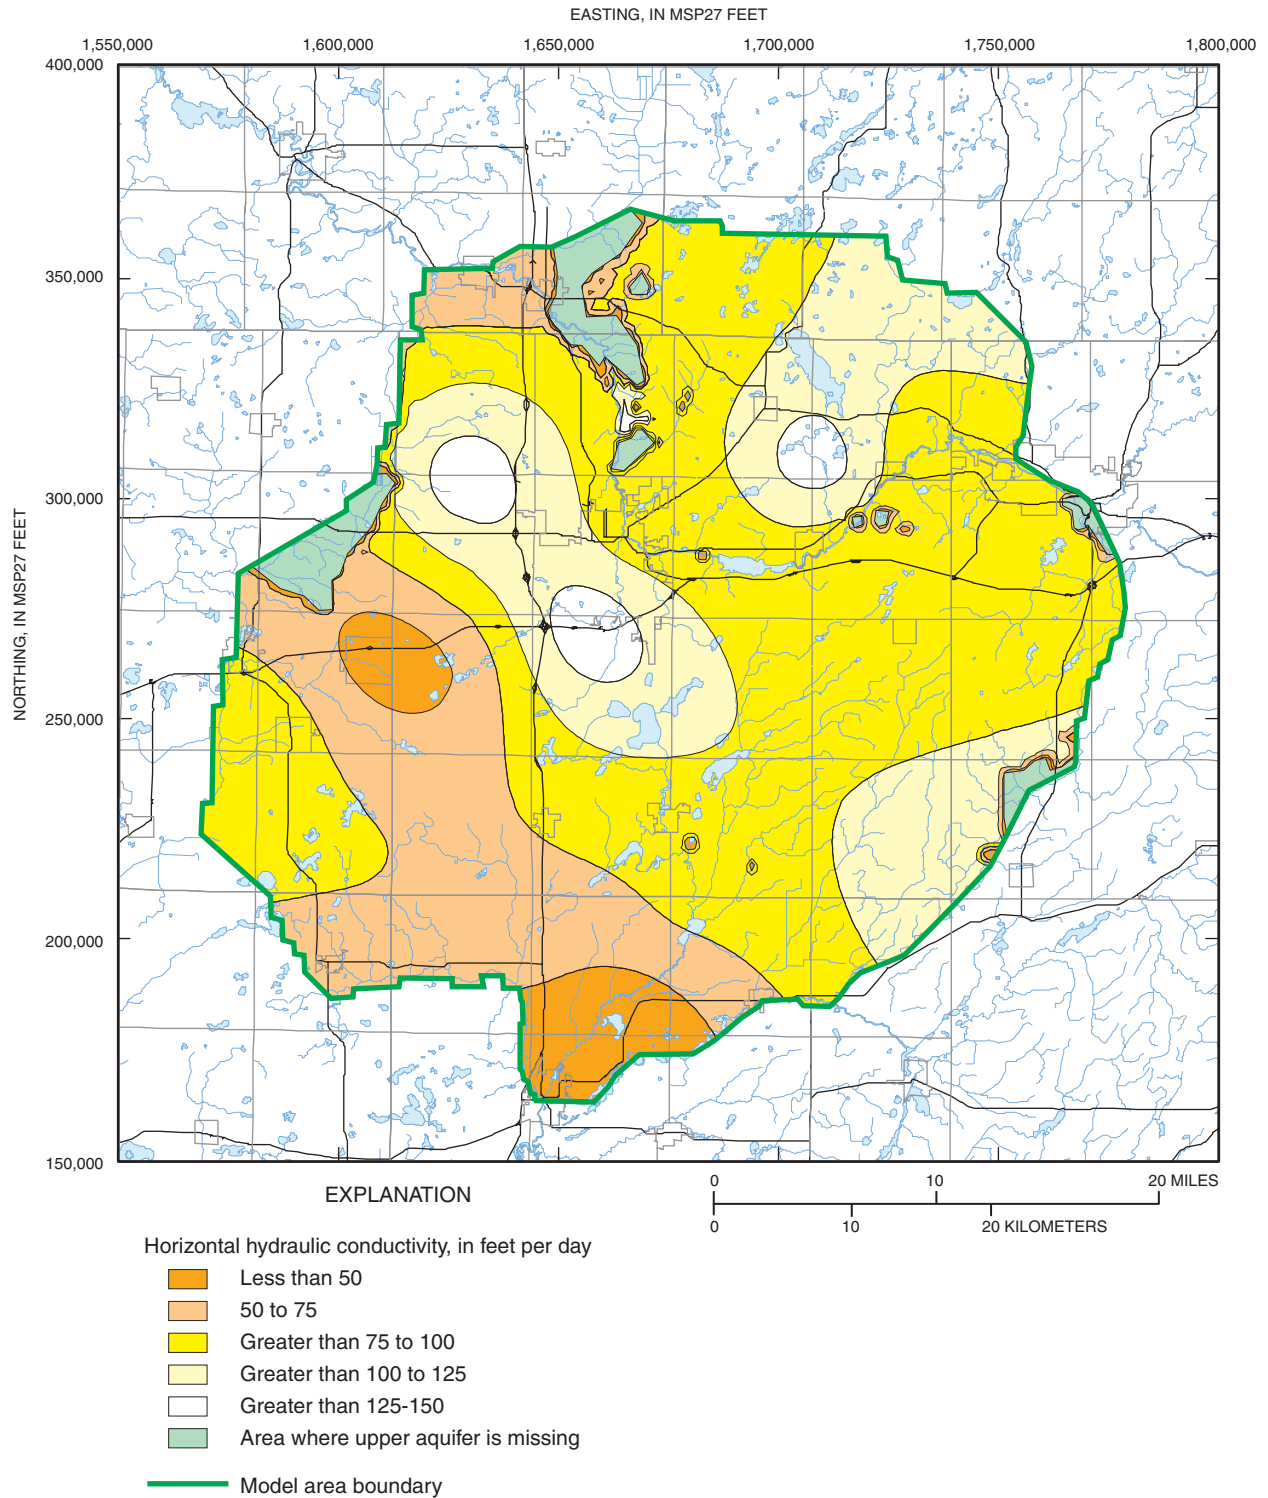 EASTING, IN MSP27 FEET
1,550,000 1,600,000 1,650,000 1,700,000 1,750,000 1,800,000
400,000
350,000
300,000
250,000
200,000
150,000
NORTHING, IN MSP27 FEET
EXPLANATION
0 10 20 MILES
0 10 20 KILOMETERS
Horizontal hydraulic conductivity, in feet per day
Less than 50
50 to 75
Greater than 75 to 100
Greater than 100 to 125
Greater than 125-150
Area where upper aquifer is missing
Model area boundary